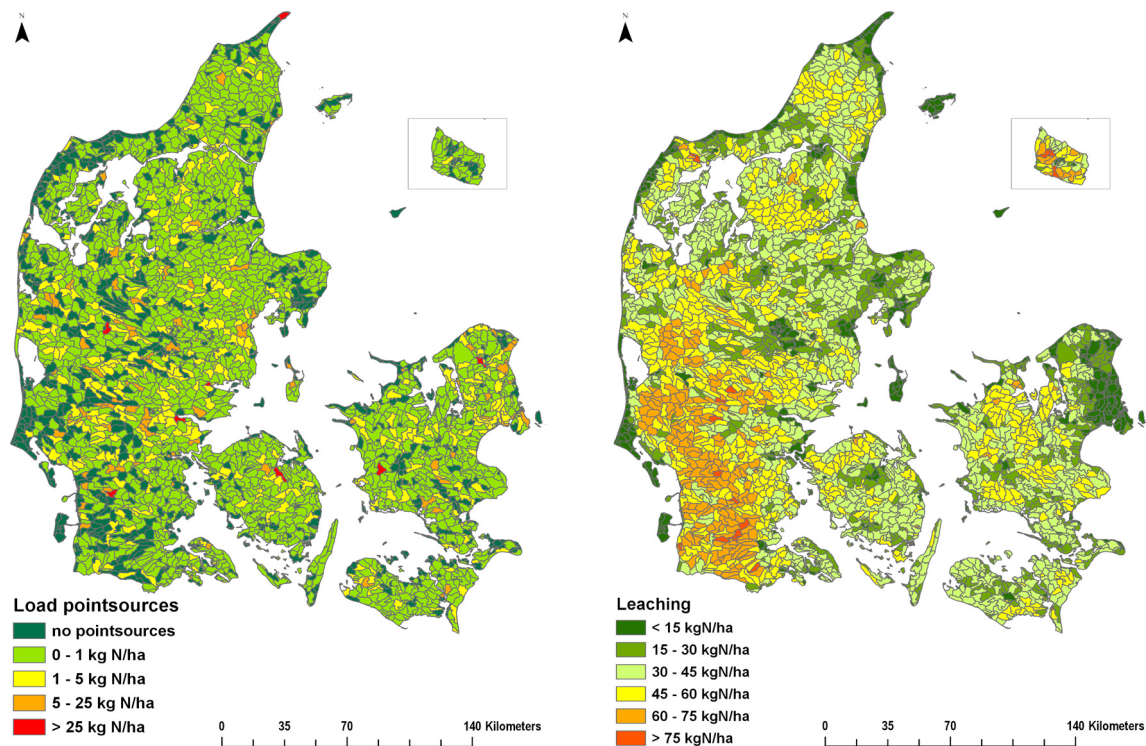 N
N
Load pointsources
no pointsources
0 - 1 kg N/ha
1 - 5 kg N/ha
5 - 25 kg N/ha
> 25 kg N/ha
0 35 70 140 Kilometers
Leaching
< 15 kgN/ha
15 - 30 kgN/ha
30 - 45 kgN/ha
45 - 60 kgN/ha
60 - 75 kgN/ha
> 75 kgN/ha
0 35 70 140 Kilometers